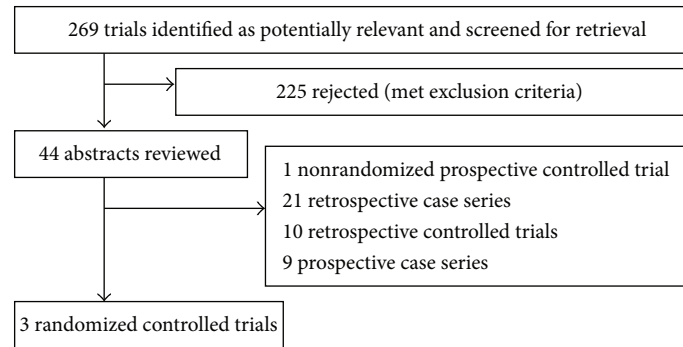 269 trials identified as potentially relevant and screened for retrieval
225 rejected (met exclusion criteria)
44 abstracts reviewed
1 nonrandomized prospective controlled trial
21 retrospective case series
10 retrospective controlled trials
9 prospective case series
3 randomized controlled trials